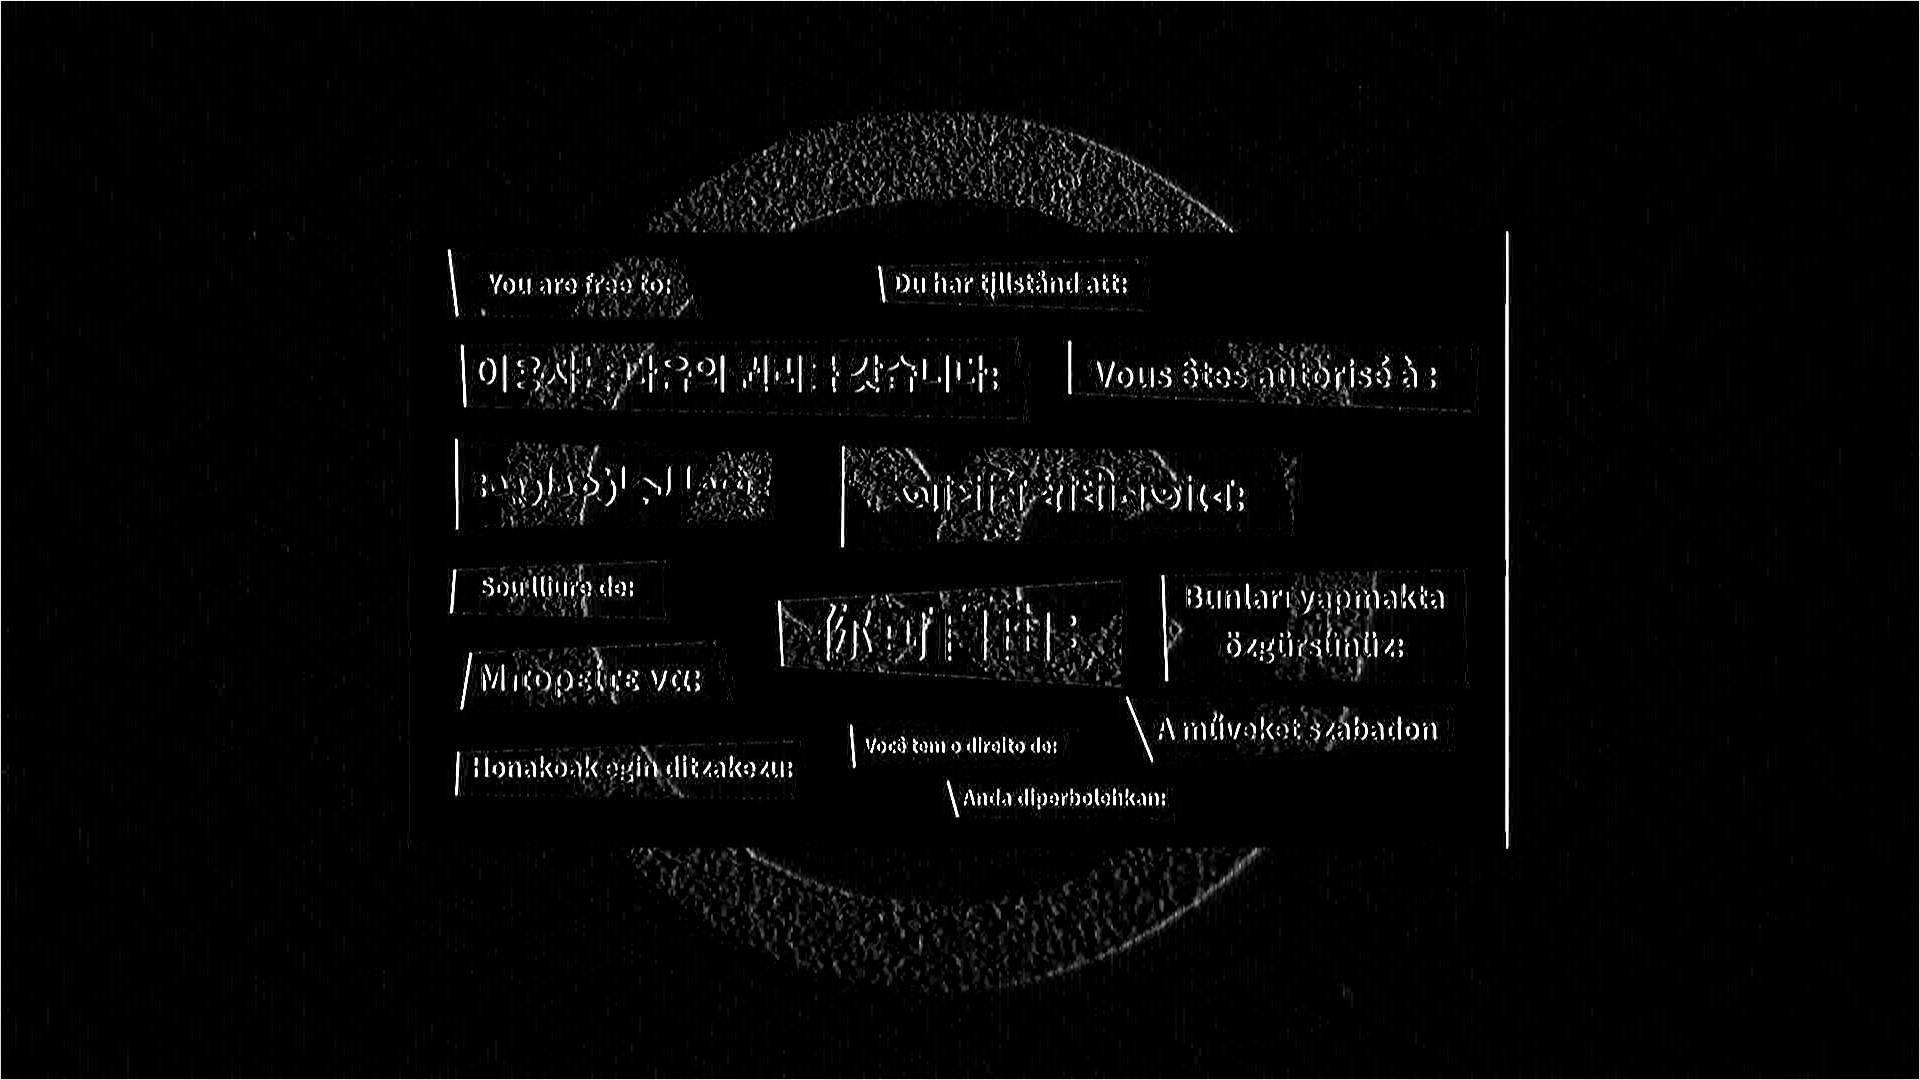 You are free to:
Du har tillstånd att:
이용자는 다음의 권리를 갖습니다:
Vous êtes autorisé à :
Sou lliure de:
你可以自由:
Bunları yapmakta
özgürsünüz:
Μπορείτε να:
A műveket szabadon
Você tem o direito de:
Honakoak egin ditzakezu:
Anda diperbolehkan: